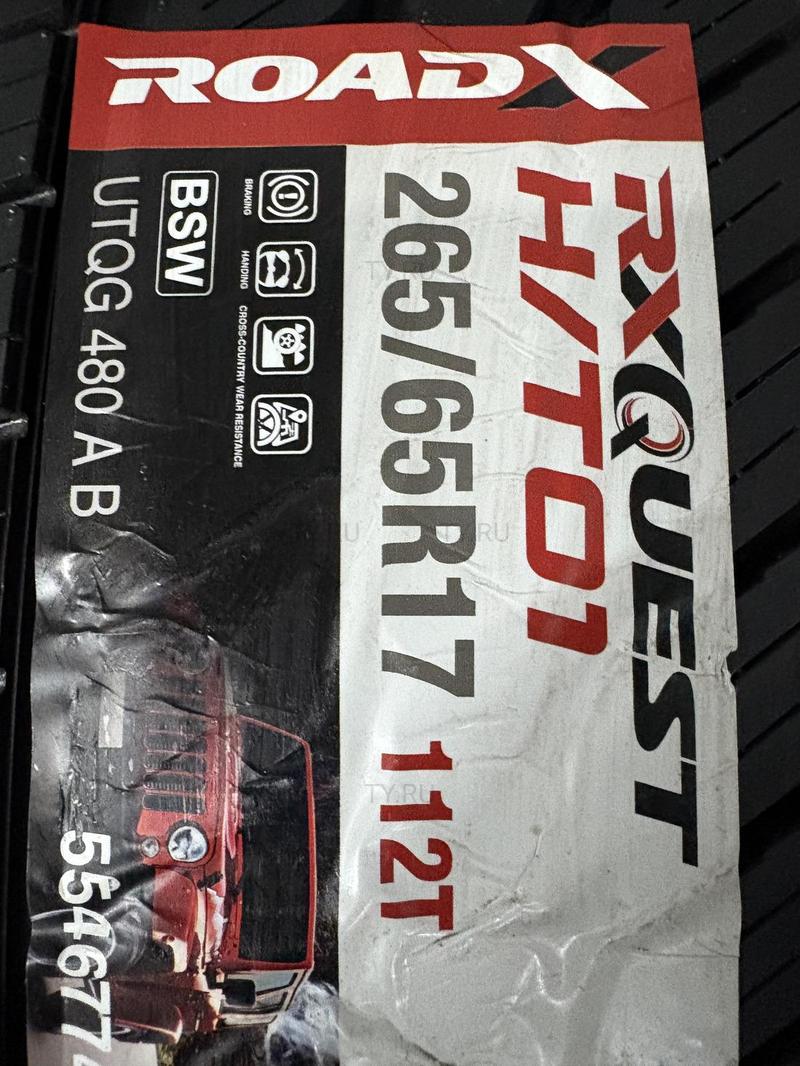 ROADX
RXQUEST
H/T01
265/65R17 112T
BRAKING
HANDING
CROSS-COUNTRY WEAR RESISTANCE
BSW
UTQG 480 A B
554677
TY.RU
TY.RU